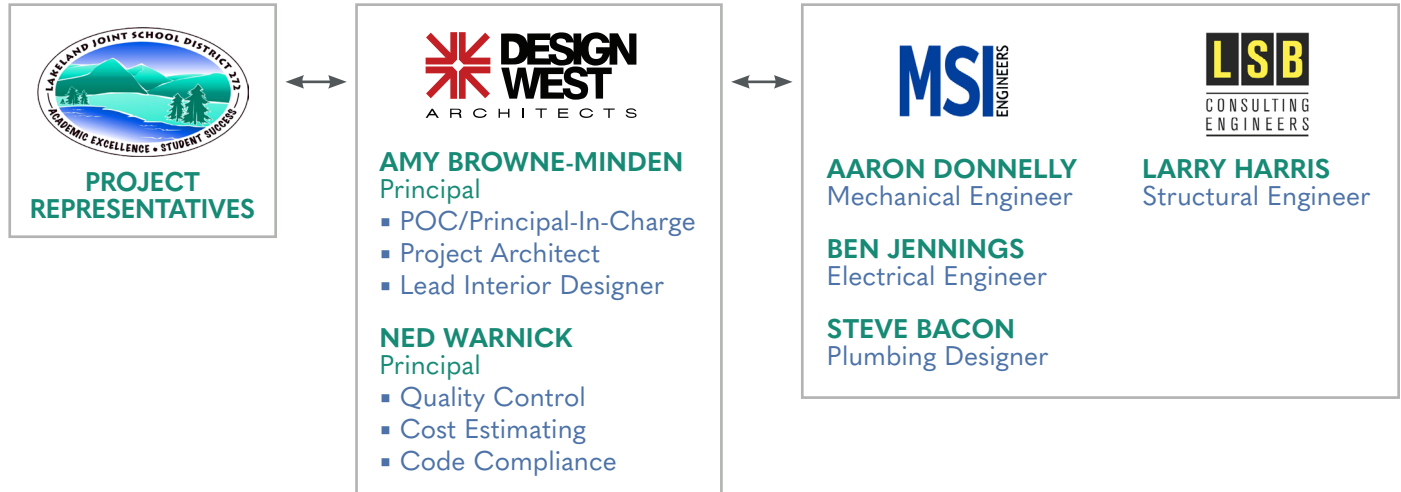 LAKELAND JOINT SCHOOL DISTRICT 272
ACADEMIC EXCELLENCE • STUDENT SUCCESS
PROJECT
REPRESENTATIVES
DESIGN
WEST
ARCHITECTS
AMY BROWNE-MINDEN
Principal
▪ POC/Principal-In-Charge
▪ Project Architect
▪ Lead Interior Designer
NED WARNICK
Principal
▪ Quality Control
▪ Cost Estimating
▪ Code Compliance
MSI
ENGINEERS
AARON DONNELLY
Mechanical Engineer
BEN JENNINGS
Electrical Engineer
STEVE BACON
Plumbing Designer
LSB
CONSULTING
ENGINEERS
LARRY HARRIS
Structural Engineer